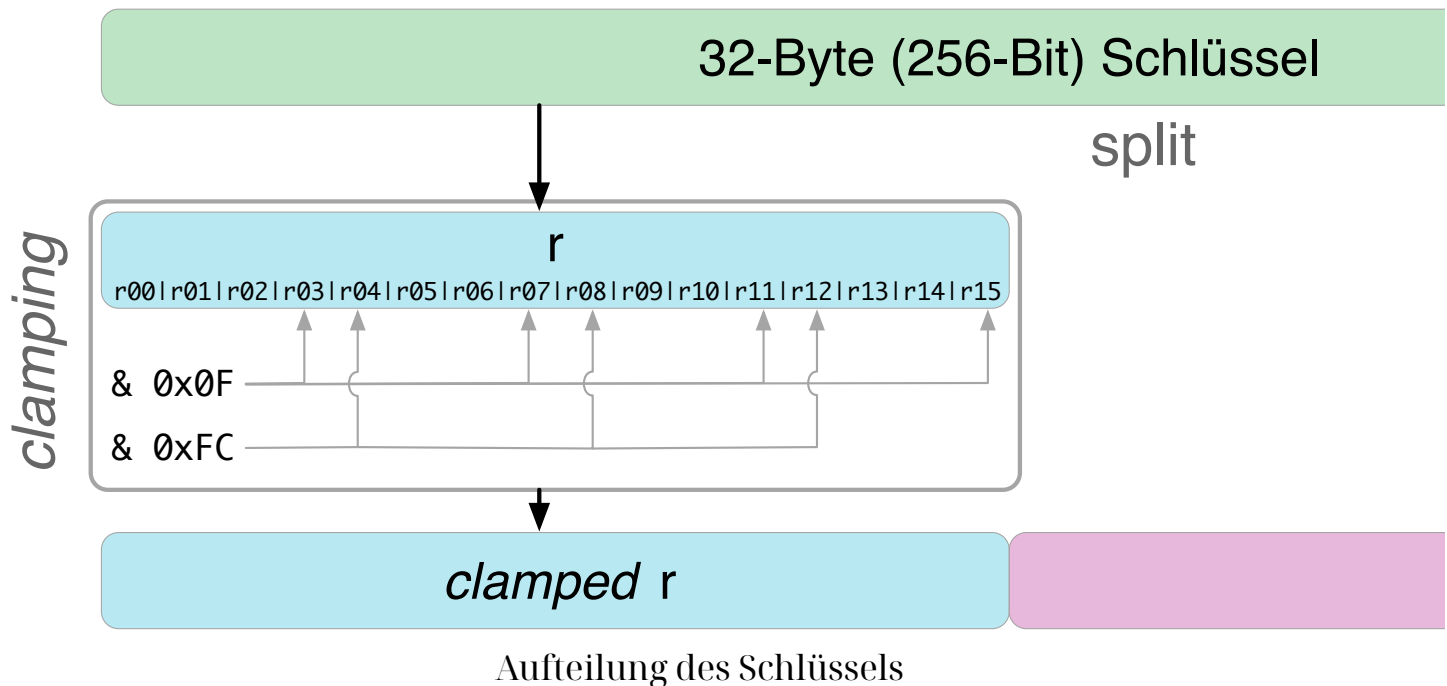 32-Byte (256-Bit) Schlüssel
split
clamping
r
r00|r01|r02|r03|r04|r05|r06|r07|r08|r09|r10|r11|r12|r13|r14|r15
& 0x0F
& 0xFC
clamped r
Aufteilung des Schlüssels